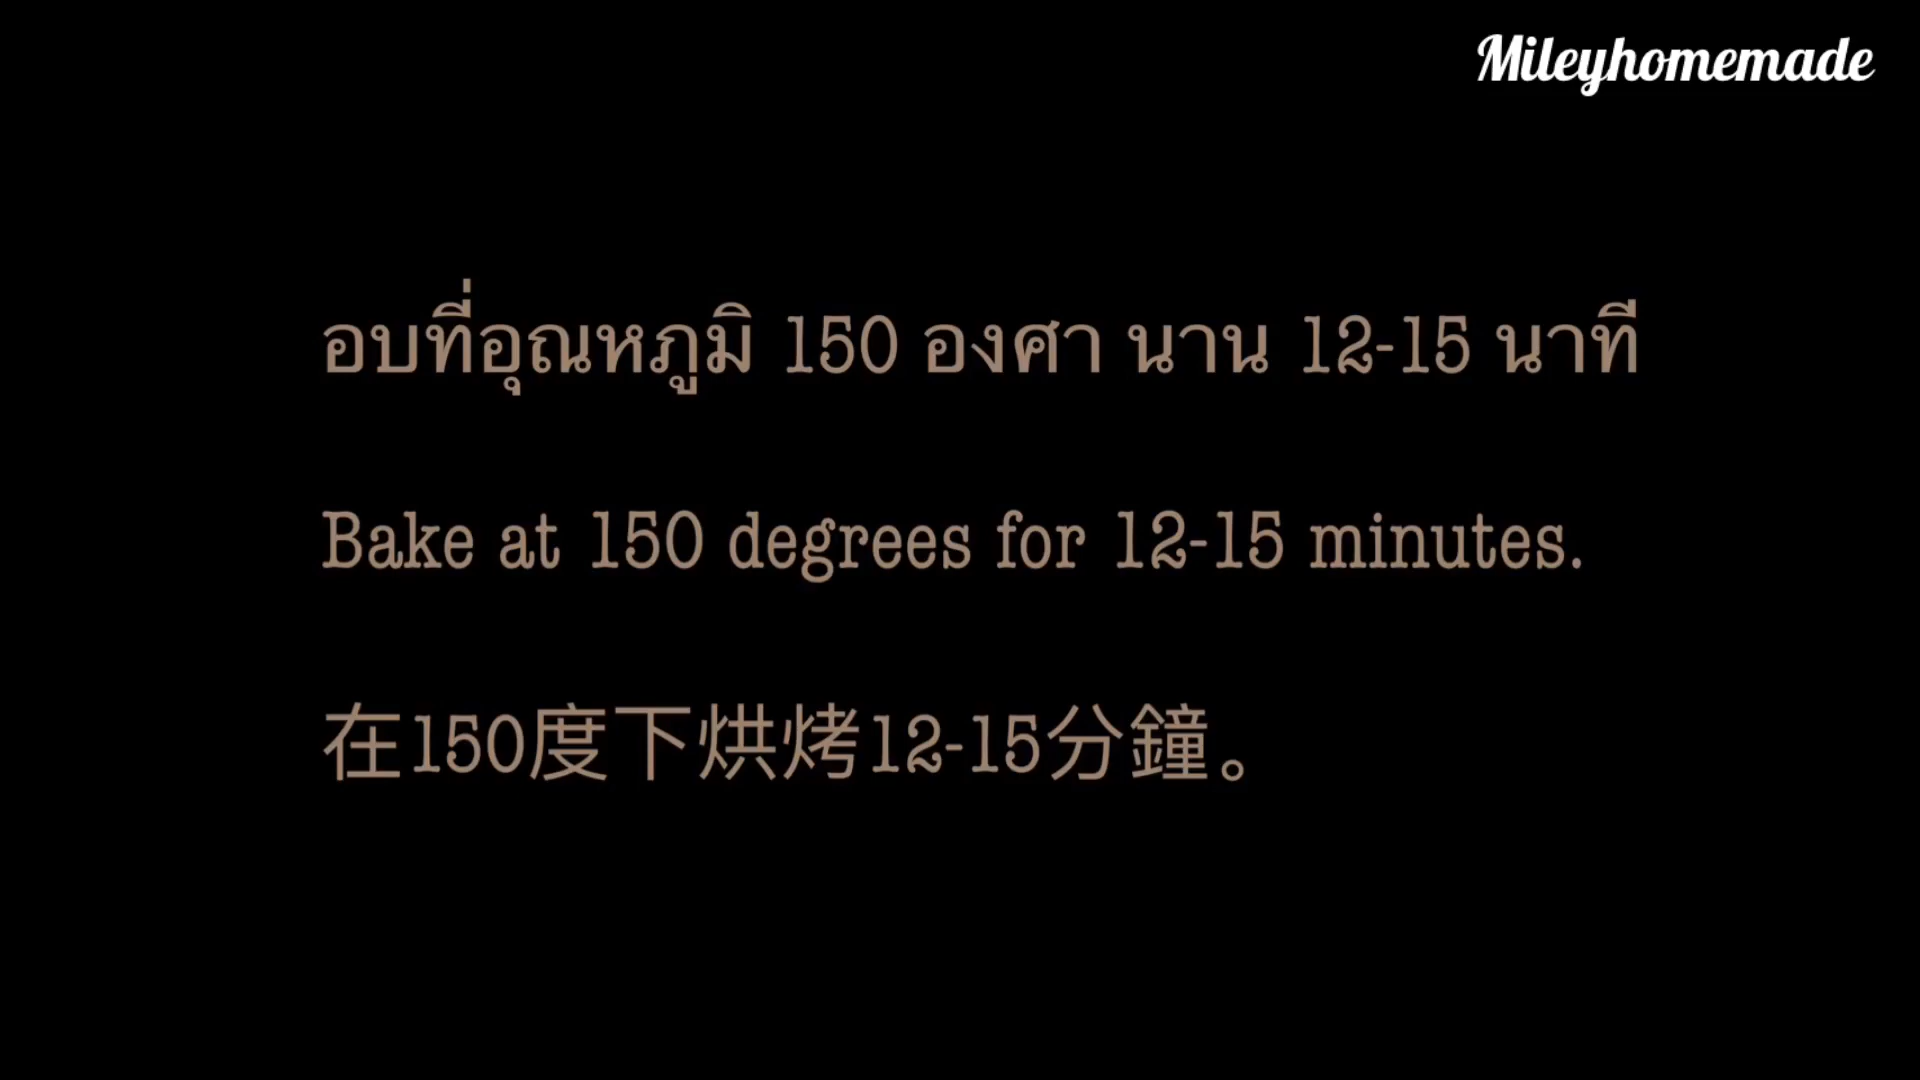 Mileyhomemade
อบที่อุณหภูมิ 150 องศา นาน 12-15 นาที
Bake at 150 degrees for 12-15 minutes.
在150度下烘烤12-15分鐘。